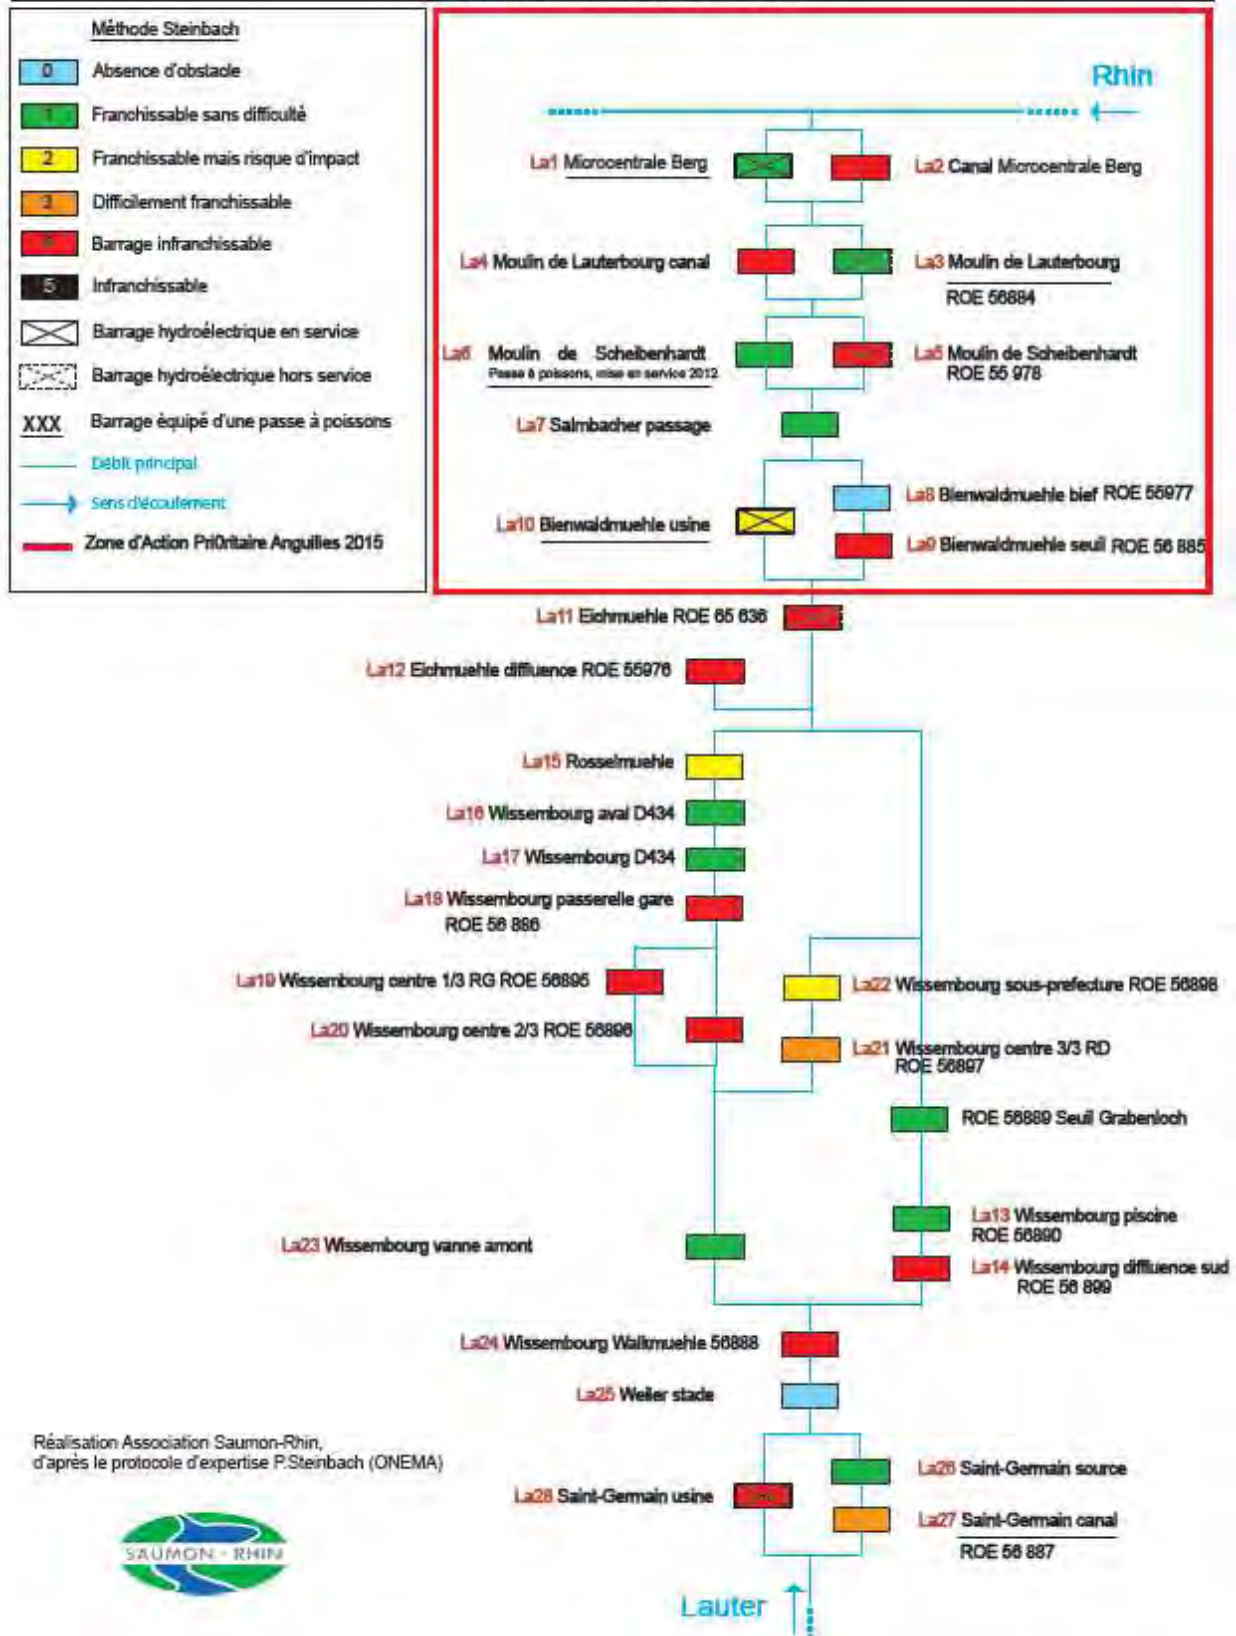 Méthode Steinbach
0 Absence d'obstacle
1 Franchissable sans difficulté
2 Franchissable mais risque d'impact
3 Difficilement franchissable
4 Barrage infranchissable
5 Infranchissable
Barrage hydroélectrique en service
Barrage hydroélectrique hors service
XXX Barrage équipé d'une passe à poissons
Débit principal
Sens d'écoulement
Zone d'Action Pri0ritaire Anguilles 2015
Rhin
La1 Microcentrale Berg
La2 Canal Microcentrale Berg
La4 Moulin de Lauterbourg canal
La3 Moulin de Lauterbourg
ROE 56884
La6 Moulin de Scheibenhardt
Passe à poissons, mise en service 2012
La5 Moulin de Scheibenhardt
ROE 55 978
La7 Salmbacher passage
La8 Bienwaldmuehle bief ROE 55977
La10 Bienwaldmuehle usine
La9 Bienwaldmuehle seuil ROE 56 885
La11 Eichmuehle ROE 65 636
La12 Eichmuehle diffluence ROE 55976
La15 Rosselmuehle
La16 Wissembourg aval D434
La17 Wissembourg D434
La18 Wissembourg passerelle gare
ROE 56 886
La19 Wissembourg centre 1/3 RG ROE 56895
La22 Wissembourg sous-prefecture ROE 56898
La20 Wissembourg centre 2/3 ROE 56896
La21 Wissembourg centre 3/3 RD
ROE 56897
ROE 56889 Seuil Grabenloch
La13 Wissembourg piscine
ROE 56890
La23 Wissembourg vanne amont
La14 Wissembourg diffluence sud
ROE 56 899
La24 Wissembourg Walkmuehle 56888
La25 Weiler stade
Réalisation Association Saumon-Rhin,
d'après le protocole d'expertise P.Steinbach (ONEMA)
La26 Saint-Germain source
La28 Saint-Germain usine
La27 Saint-Germain canal
ROE 56 887
SAUMON - RHIN
Lauter